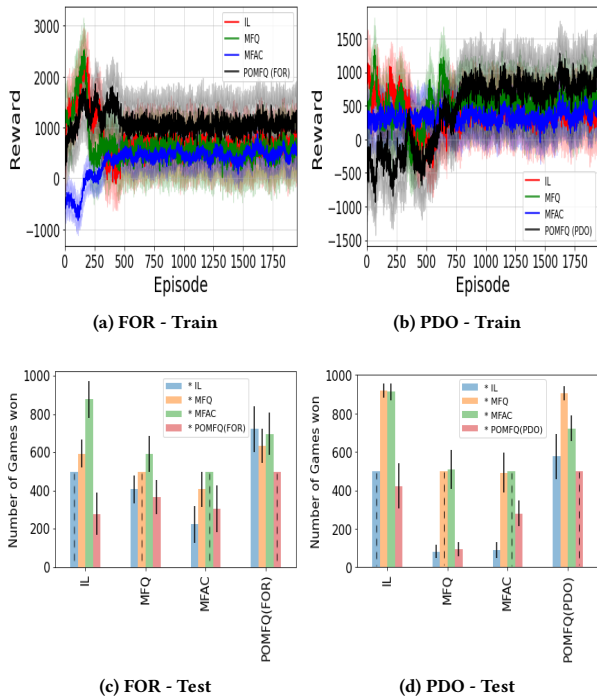 IL
MFQ
MFAC
POMFQ (FOR)
3000
2000
1000
0
−1000
Reward
0 250 500 750 1000 1250 1500 1750
Episode
(a) FOR - Train
IL
MFQ
MFAC
POMFQ (PDO)
1500
1000
500
0
−500
−1000
−1500
Reward
0 250 500 750 1000 1250 1500 1750
Episode
(b) PDO - Train
* IL
* MFQ
* MFAC
* POMFQ(FOR)
1000
800
600
400
200
0
Number of Games won
IL MFQ MFAC POMFQ(FOR)
(c) FOR - Test
* IL
* MFQ
* MFAC
* POMFQ(PDO)
1000
800
600
400
200
0
Number of Games won
IL MFQ MFAC POMFQ(PDO)
(d) PDO - Test